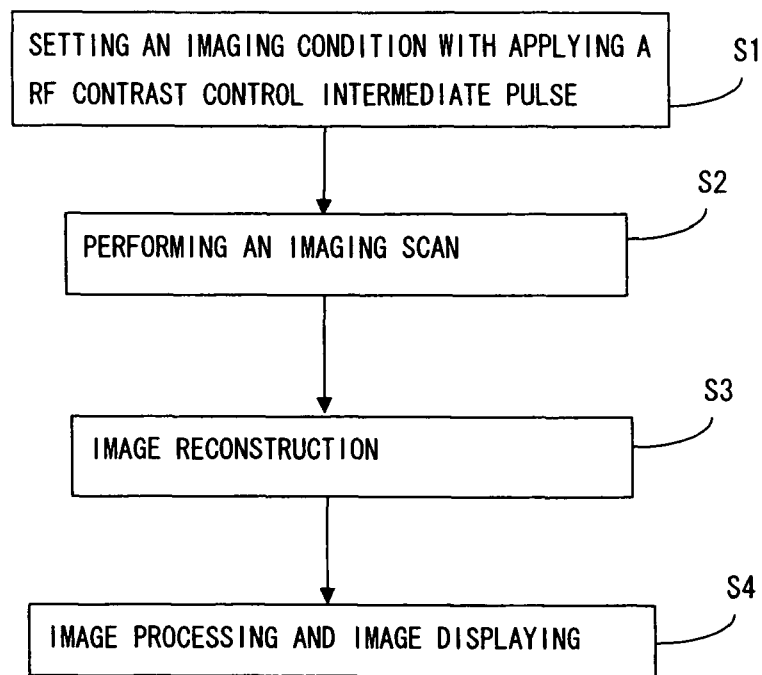 SETTING AN IMAGING CONDITION WITH APPLYING A
RF CONTRAST CONTROL INTERMEDIATE PULSE
S1
S2
PERFORMING AN IMAGING SCAN
S3
IMAGE RECONSTRUCTION
S4
IMAGE PROCESSING AND IMAGE DISPLAYING